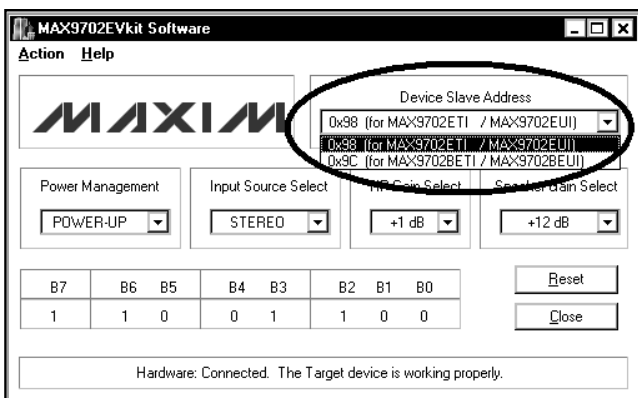 MAX9702EVkit Software
Action Help
MAXIM
Device Slave Address
0x98 (for MAX9702ETI / MAX9702EUI)
0x98 (for MAX9702ETI / MAX9702EUI)
0x9C (for MAX9702BETI / MAX9702BEUI)
Power Management
Input Source Select
HP Gain Select
Speaker Gain Select
POWER-UP
STEREO
+1 dB
+12 dB
B7 B6 B5 B4 B3 B2 B1 B0
1 1 0 0 1 1 0 0
Reset
Close
Hardware: Connected. The Target device is working properly.